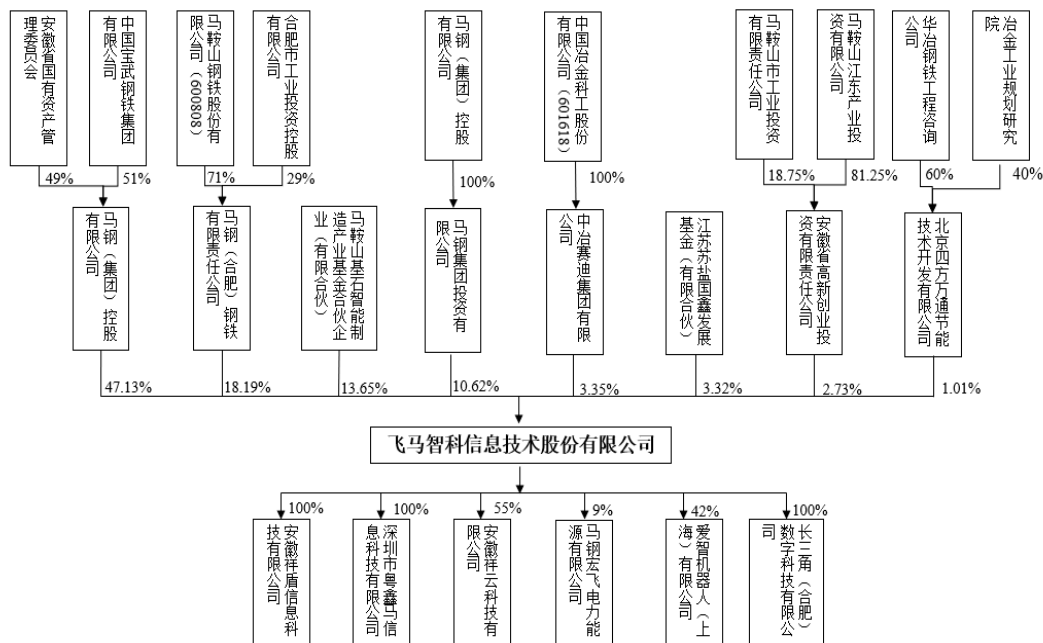 安徽省国有资产管
理委员会
中国宝武钢铁集团
有限公司
马鞍山钢铁股份有
限公司（600808）
合肥市工业投资控股
有限公司
马钢（集团）控股
有限公司
中国冶金科工股份
有限公司（601618）
马鞍山市工业投资
有限责任公司
马鞍山江东产业投
资有限公司
华冶钢铁工程咨询
公司
冶金工业规划研究
院
49%
51%
71%
29%
100%
100%
18.75%
81.25%
60%
40%
马钢（集团）控股
有限公司
马钢（合肥）钢铁
有限责任公司
马鞍山基石智能制
造产业基金合伙企
业（有限合伙）
马钢集团投资有
限公司
中冶赛迪集团有限
公司
江苏苏盐国鑫发展
基金（有限合伙）
安徽省高新创业投
资有限责任公司
北京四方万通节能
技术开发有限公司
47.13%
18.19%
13.65%
10.62%
3.35%
3.32%
2.73%
1.01%
飞马智科信息技术股份有限公司
100%
100%
55%
9%
42%
100%
安徽祥盾信息科
技有限公司
深圳市粤鑫马信
息科技有限公司
安徽祥云科技有
限公司
马钢宏飞电力能
源有限公司
爱智机器人（上
海）有限公司
长三角（合肥）
数字科技有限公
司